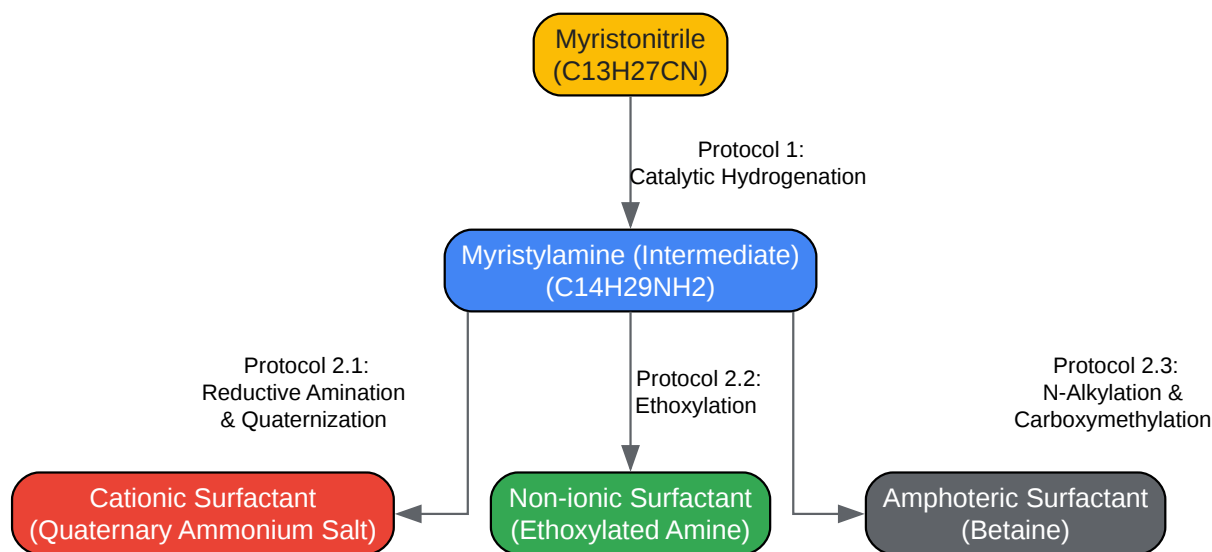 Myristonitrile
(C13H27CN)
Protocol 1:
Catalytic Hydrogenation
Myristylamine (Intermediate)
(C14H29NH2)
Protocol 2.1:
Reductive Amination
& Quaternization
Protocol 2.2:
Ethoxylation
Protocol 2.3:
N-Alkylation &
Carboxymethylation
Cationic Surfactant
(Quaternary Ammonium Salt)
Non-ionic Surfactant
(Ethoxylated Amine)
Amphoteric Surfactant
(Betaine)